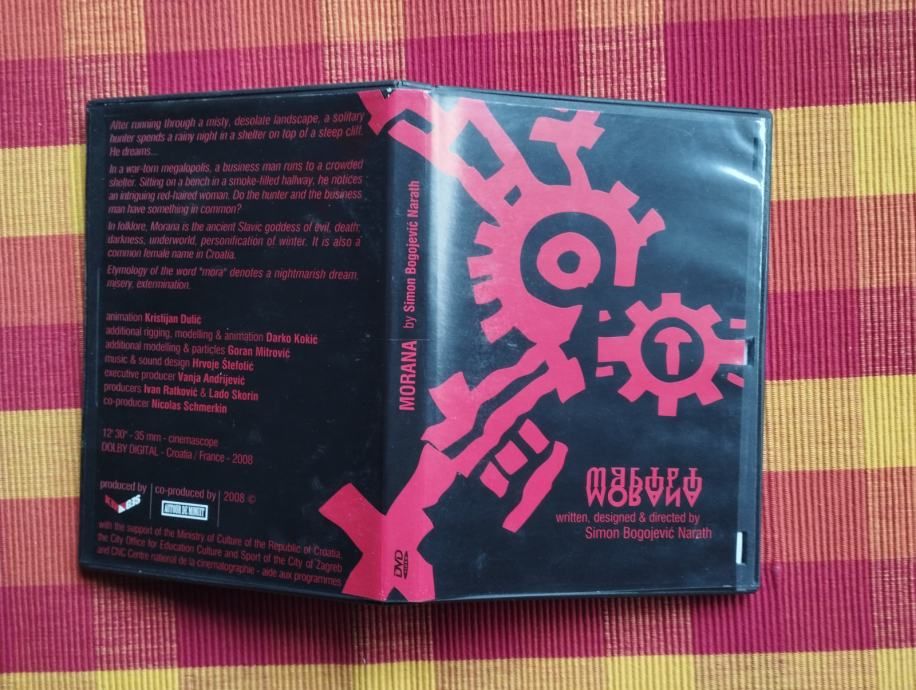 After running through a misty, desolate landscape, a solitary
hunter spends a rainy night in a shelter on top of a steep cliff.
He dreams...
In a war-torn megalopolis, a business man runs to a crowded
shelter. Sitting on a bench in a smoke-filled hallway, he notices
an intriguing red-haired woman. Do the hunter and the business
man have something in common?
In folklore, Morana is the ancient Slavic goddess of evil, death;
darkness, underworld, personification of winter. It is also a
common female name in Croatia.
Etymology of the word "mora" denotes a nightmarish dream,
misery, extermination.
animation Kristijan Dulić
additional rigging, modelling & animation Darko Kokić
additional modelling & particles Goran Mitrović
music & sound design Hrvoje Štefotić
executive producer Vanja Andrijević
producers Ivan Ratković & Lado Skorin
co-producer Nicolas Schmerkin
12' 30" - 35 mm - cinemascope
DOLBY DIGITAL - Croatia / France - 2008
produced by
co-produced by
2008 ©
AUTOUR DE MINUIT
with the support of the Ministry of Culture of the Republic of Croatia,
the City Office for Education Culture and Sport of the City of Zagreb
and CNC Centre national de la cinematographie - aide aux programmes
MORANA by Simon Bogojević Narath
DVD
MORANA
written, designed & directed by
Simon Bogojević Narath